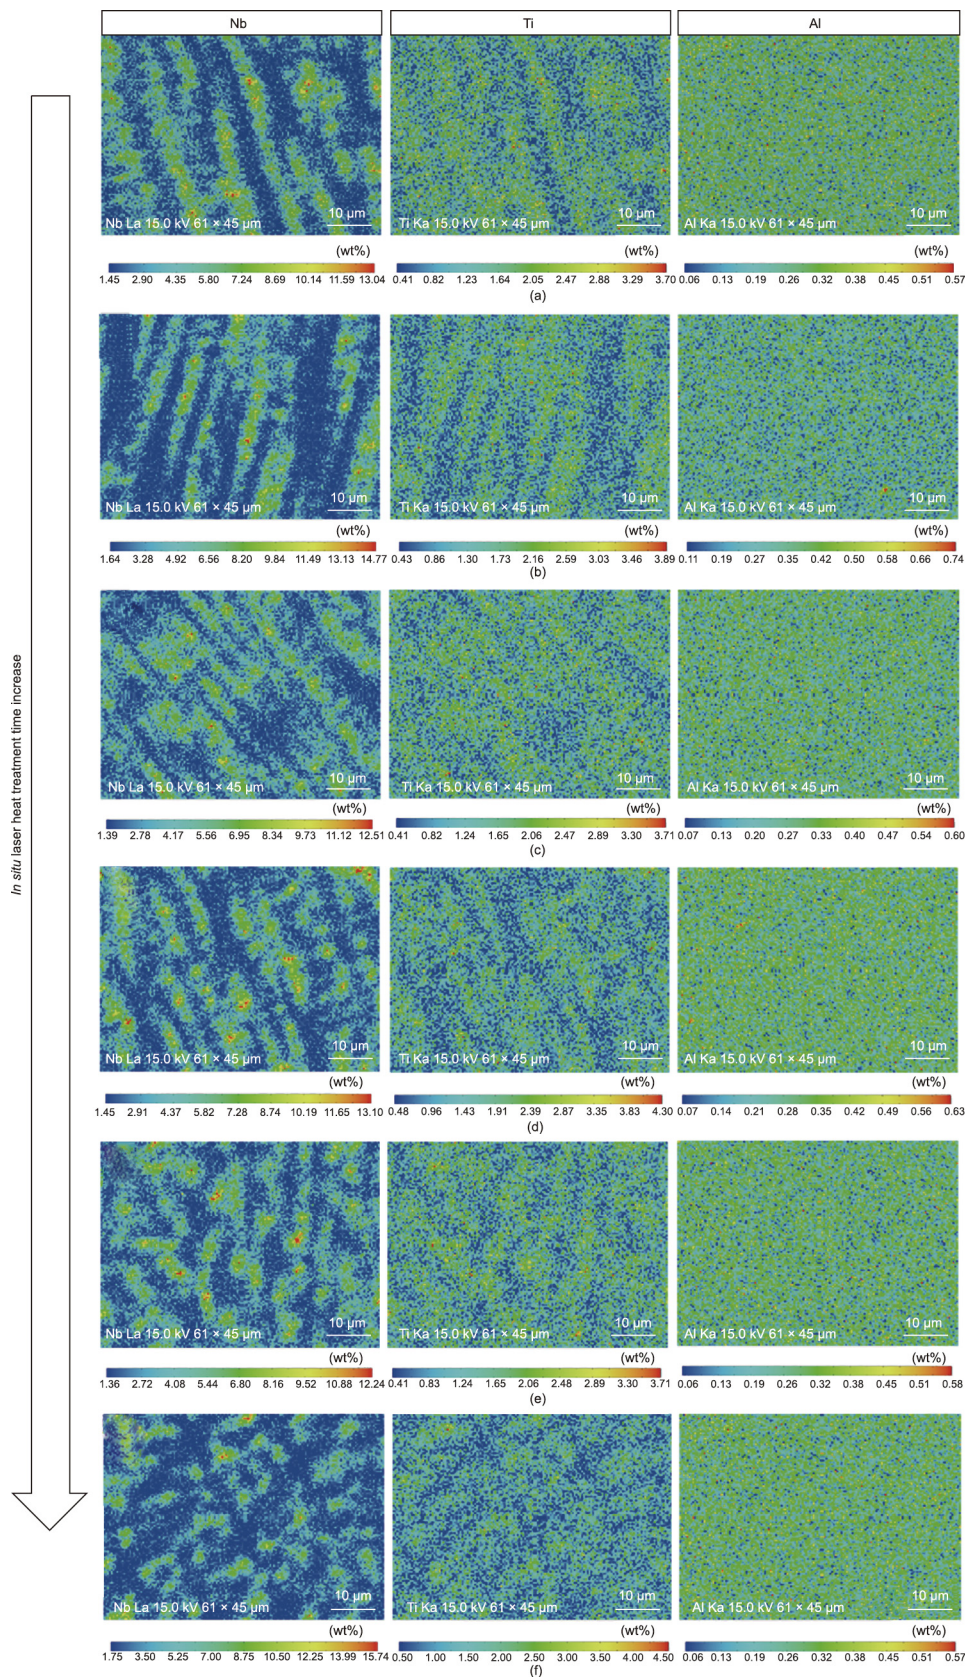 Nb Ti Al
In situ laser heat treatment time increase
10 µm 10 µm 10 µm
Nb La 15.0 kV 61 × 45 µm Ti Ka 15.0 kV 61 × 45 µm Al Ka 15.0 kV 61 × 45 µm
(wt%) (wt%) (wt%)
1.45 2.90 4.35 5.80 7.24 8.69 10.14 11.59 13.04 0.41 0.82 1.23 1.64 2.05 2.47 2.88 3.29 3.70 0.06 0.13 0.19 0.26 0.32 0.38 0.45 0.51 0.57
(a)
10 µm 10 µm 10 µm
Nb La 15.0 kV 61 × 45 µm Ti Ka 15.0 kV 61 × 45 µm Al Ka 15.0 kV 61 × 45 µm
(wt%) (wt%) (wt%)
1.64 3.28 4.92 6.56 8.20 9.84 11.49 13.13 14.77 0.43 0.86 1.30 1.73 2.16 2.59 3.03 3.46 3.89 0.11 0.19 0.27 0.35 0.42 0.50 0.58 0.66 0.74
(b)
10 µm 10 µm 10 µm
Nb La 15.0 kV 61 × 45 µm Ti Ka 15.0 kV 61 × 45 µm Al Ka 15.0 kV 61 × 45 µm
(wt%) (wt%) (wt%)
1.39 2.78 4.17 5.56 6.95 8.34 9.73 11.12 12.51 0.41 0.82 1.24 1.65 2.06 2.47 2.89 3.30 3.71 0.07 0.13 0.20 0.27 0.33 0.40 0.47 0.54 0.60
(c)
10 µm 10 µm 10 µm
Nb La 15.0 kV 61 × 45 µm Ti Ka 15.0 kV 61 × 45 µm Al Ka 15.0 kV 61 × 45 µm
(wt%) (wt%) (wt%)
1.45 2.91 4.37 5.82 7.28 8.74 10.19 11.65 13.10 0.48 0.96 1.43 1.91 2.39 2.87 3.35 3.83 4.30 0.07 0.14 0.21 0.28 0.35 0.42 0.49 0.56 0.63
(d)
10 µm 10 µm 10 µm
Nb La 15.0 kV 61 × 45 µm Ti Ka 15.0 kV 61 × 45 µm Al Ka 15.0 kV 61 × 45 µm
(wt%) (wt%) (wt%)
1.36 2.72 4.08 5.44 6.80 8.16 9.52 10.88 12.24 0.41 0.83 1.24 1.65 2.06 2.48 2.89 3.30 3.71 0.06 0.13 0.19 0.26 0.32 0.38 0.45 0.51 0.58
(e)
10 µm 10 µm 10 µm
Nb La 15.0 kV 61 × 45 µm Ti Ka 15.0 kV 61 × 45 µm Al Ka 15.0 kV 61 × 45 µm
(wt%) (wt%) (wt%)
1.75 3.50 5.25 7.00 8.75 10.50 12.25 13.99 15.74 0.50 1.00 1.50 2.00 2.50 3.00 3.50 4.00 4.50 0.06 0.13 0.19 0.26 0.32 0.38 0.45 0.51 0.57
(f)